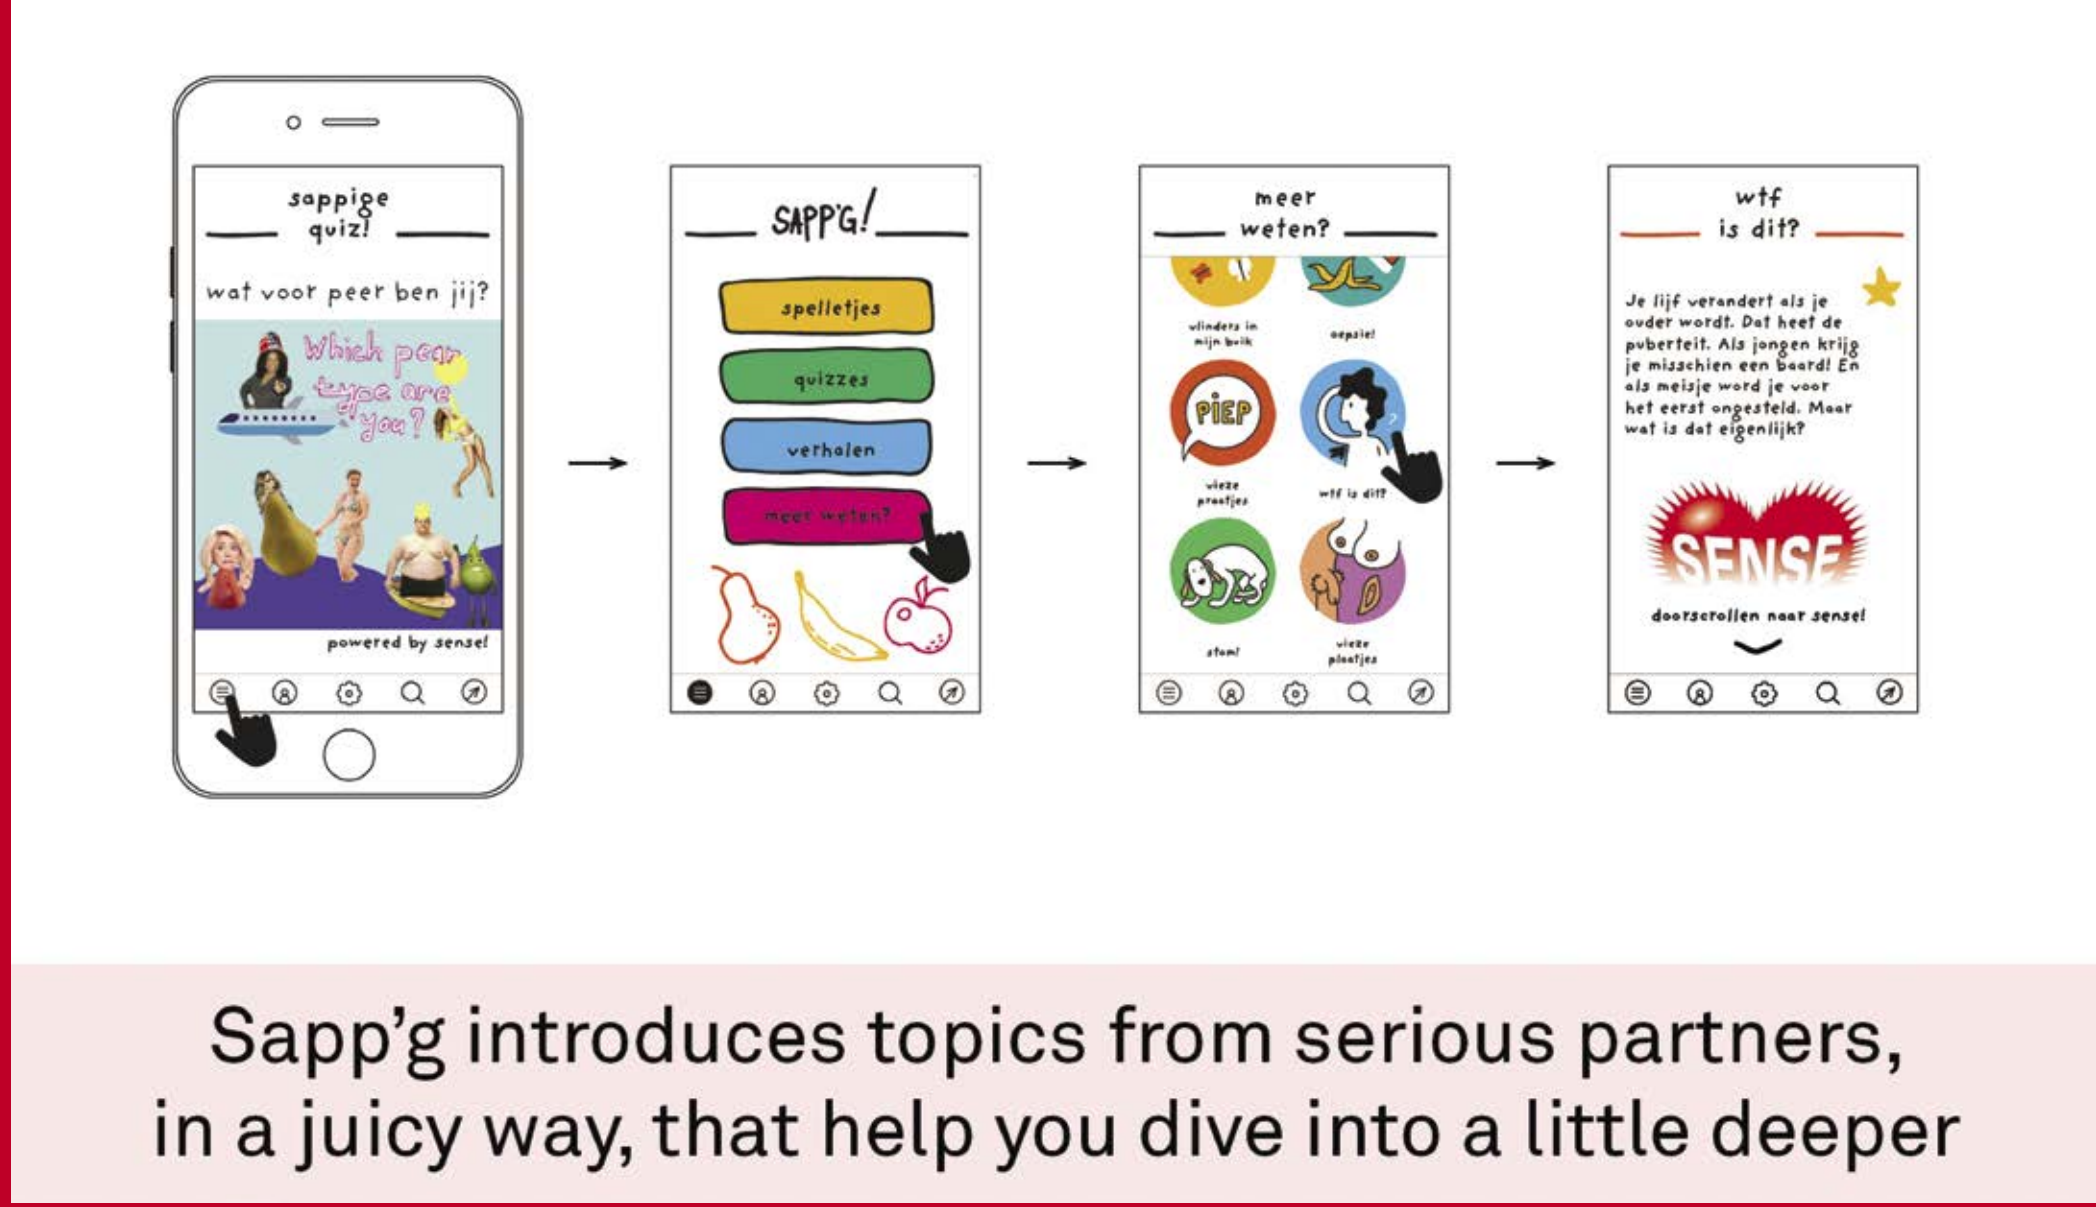 sappige
quiz!
wat voor peer ben jij?
Which pear
type are
you?
powered by sense!
SAPP'G!
spelletjes
quizzes
verhalen
meer weten?
meer
weten?
vlinders in
mijn buik
oepsie!
PiEP
vieze
praatjes
?
wtf is dit?
stom!
vieze
plaatjes
wtf
is dit?
Je lijf verandert als je
ouder wordt. Dat heet de
puberteit. Als jongen krijg
je misschien een baard! En
als meisje word je voor
het eerst ongesteld. Maar
wat is dat eigenlijk?
SENSE
doorscrollen naar sense!
Sapp'g introduces topics from serious partners,
in a juicy way, that help you dive into a little deeper